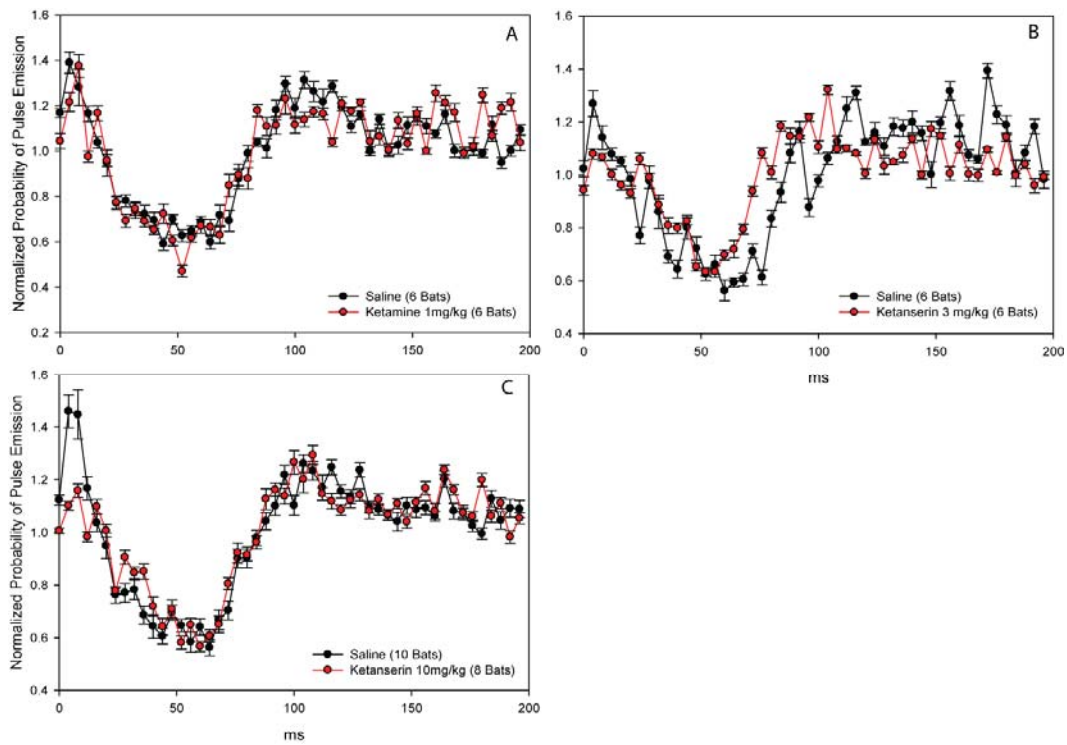 A
Normalized Probability of Pulse Emission
1.6
1.4
1.2
1.0
0.8
0.6
0.4
0.2
Saline (6 Bats)
Ketamine 1mg/kg (6 Bats)
0 50 100 150 200
B
1.6
1.4
1.2
1.0
0.8
0.6
0.4
Saline (6 Bats)
Ketanserin 3 mg/kg (6 Bats)
0 50 100 150 200
ms
C
Normalized Probability of Pulse Emission
1.6
1.4
1.2
1.0
0.8
0.6
0.4
Saline (10 Bats)
Ketanserin 10mg/kg (8 Bats)
0 50 100 150 200
ms